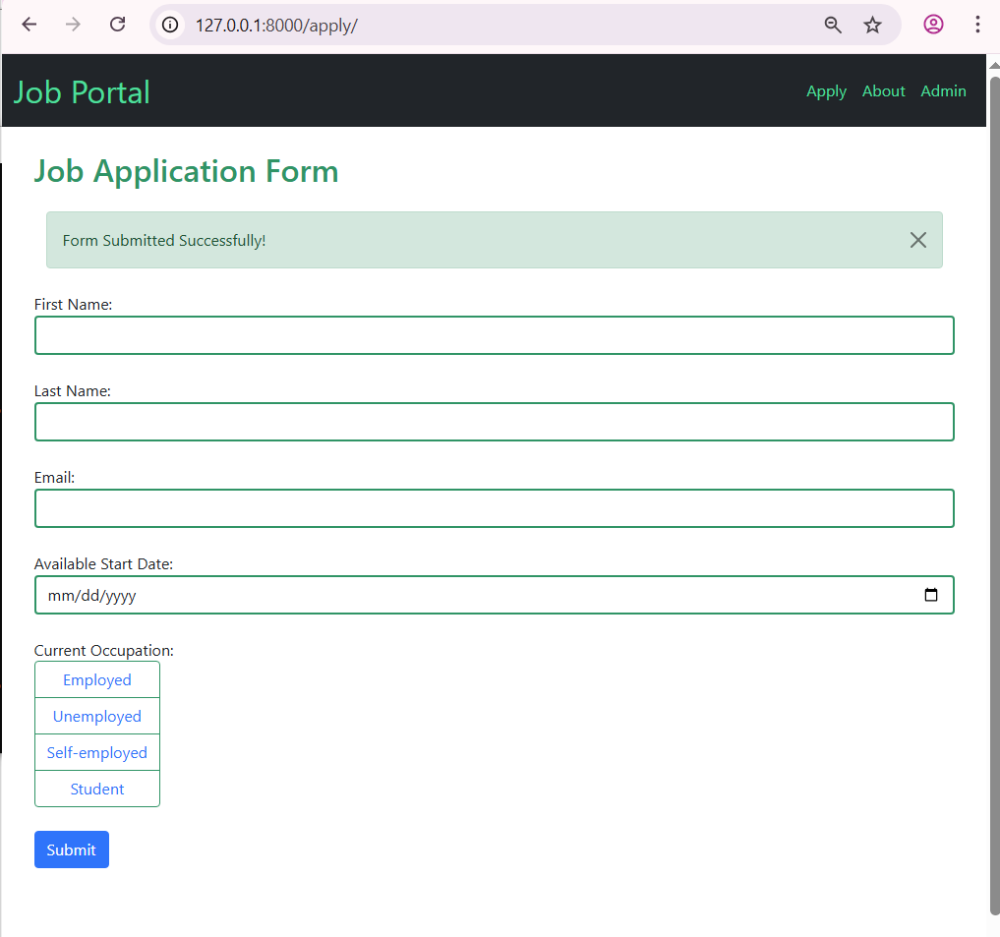 127.0.0.1:8000/apply/
Job Portal
Apply About Admin
Job Application Form
Form Submitted Successfully!
First Name:
Last Name:
Email:
Available Start Date:
mm/dd/yyyy
Current Occupation:
Employed
Unemployed
Self-employed
Student
Submit